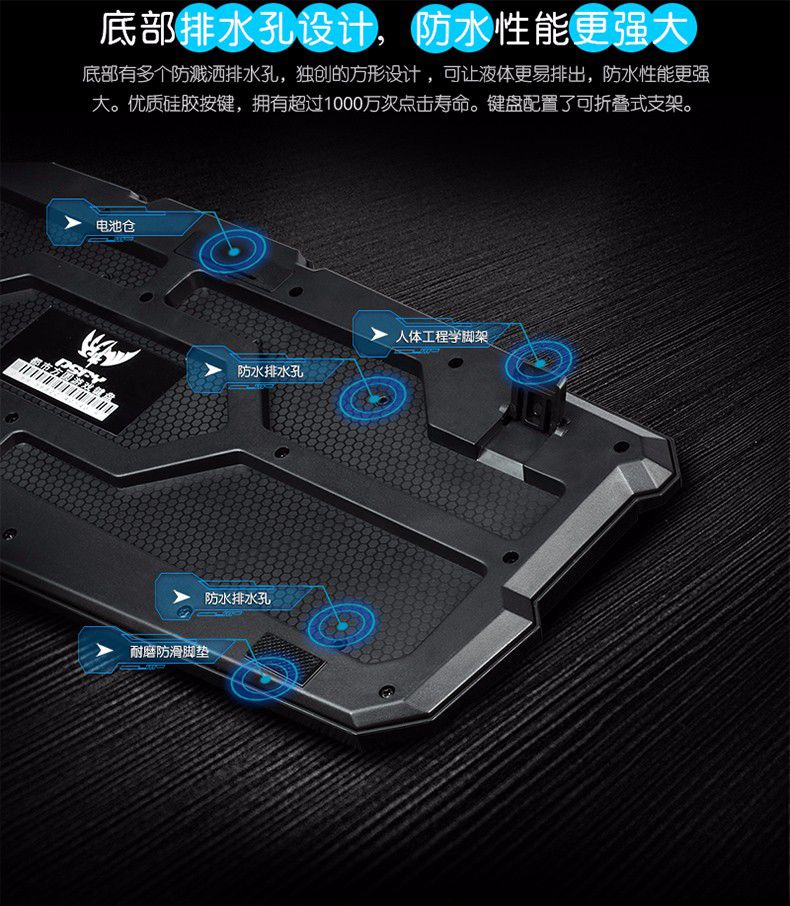 底部排水孔设计，防水性能更强大
底部有多个防溅洒排水孔，独创的方形设计，可让液体更易排出，防水性能更强
大。优质硅胶按键，拥有超过1000万次点击寿命。键盘配置了可折叠式支架。
电池仓
人体工程学脚架
防水排水孔
防水排水孔
耐磨防滑脚垫